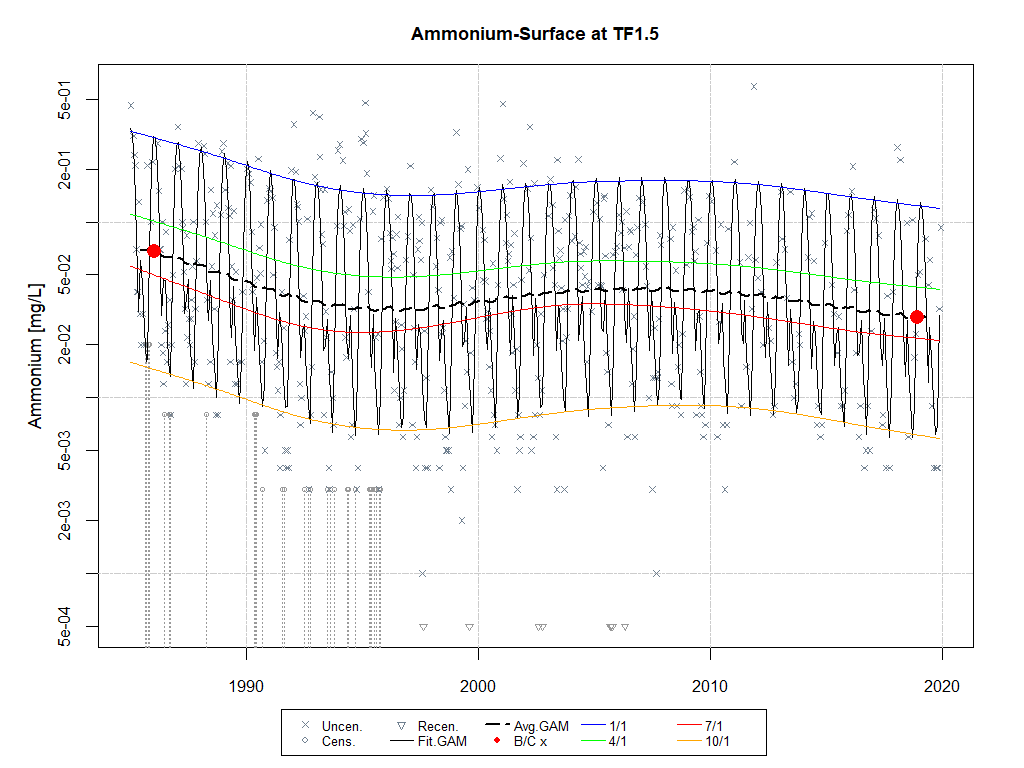 Ammonium-Surface at TF1.5
Ammonium [mg/L]
5e-01
2e-01
5e-02
2e-02
5e-03
2e-03
5e-04
1990
2000
2010
2020
Uncen. Recen. Avg.GAM 1/1 7/1
Cens. Fit.GAM B/C x 4/1 10/1